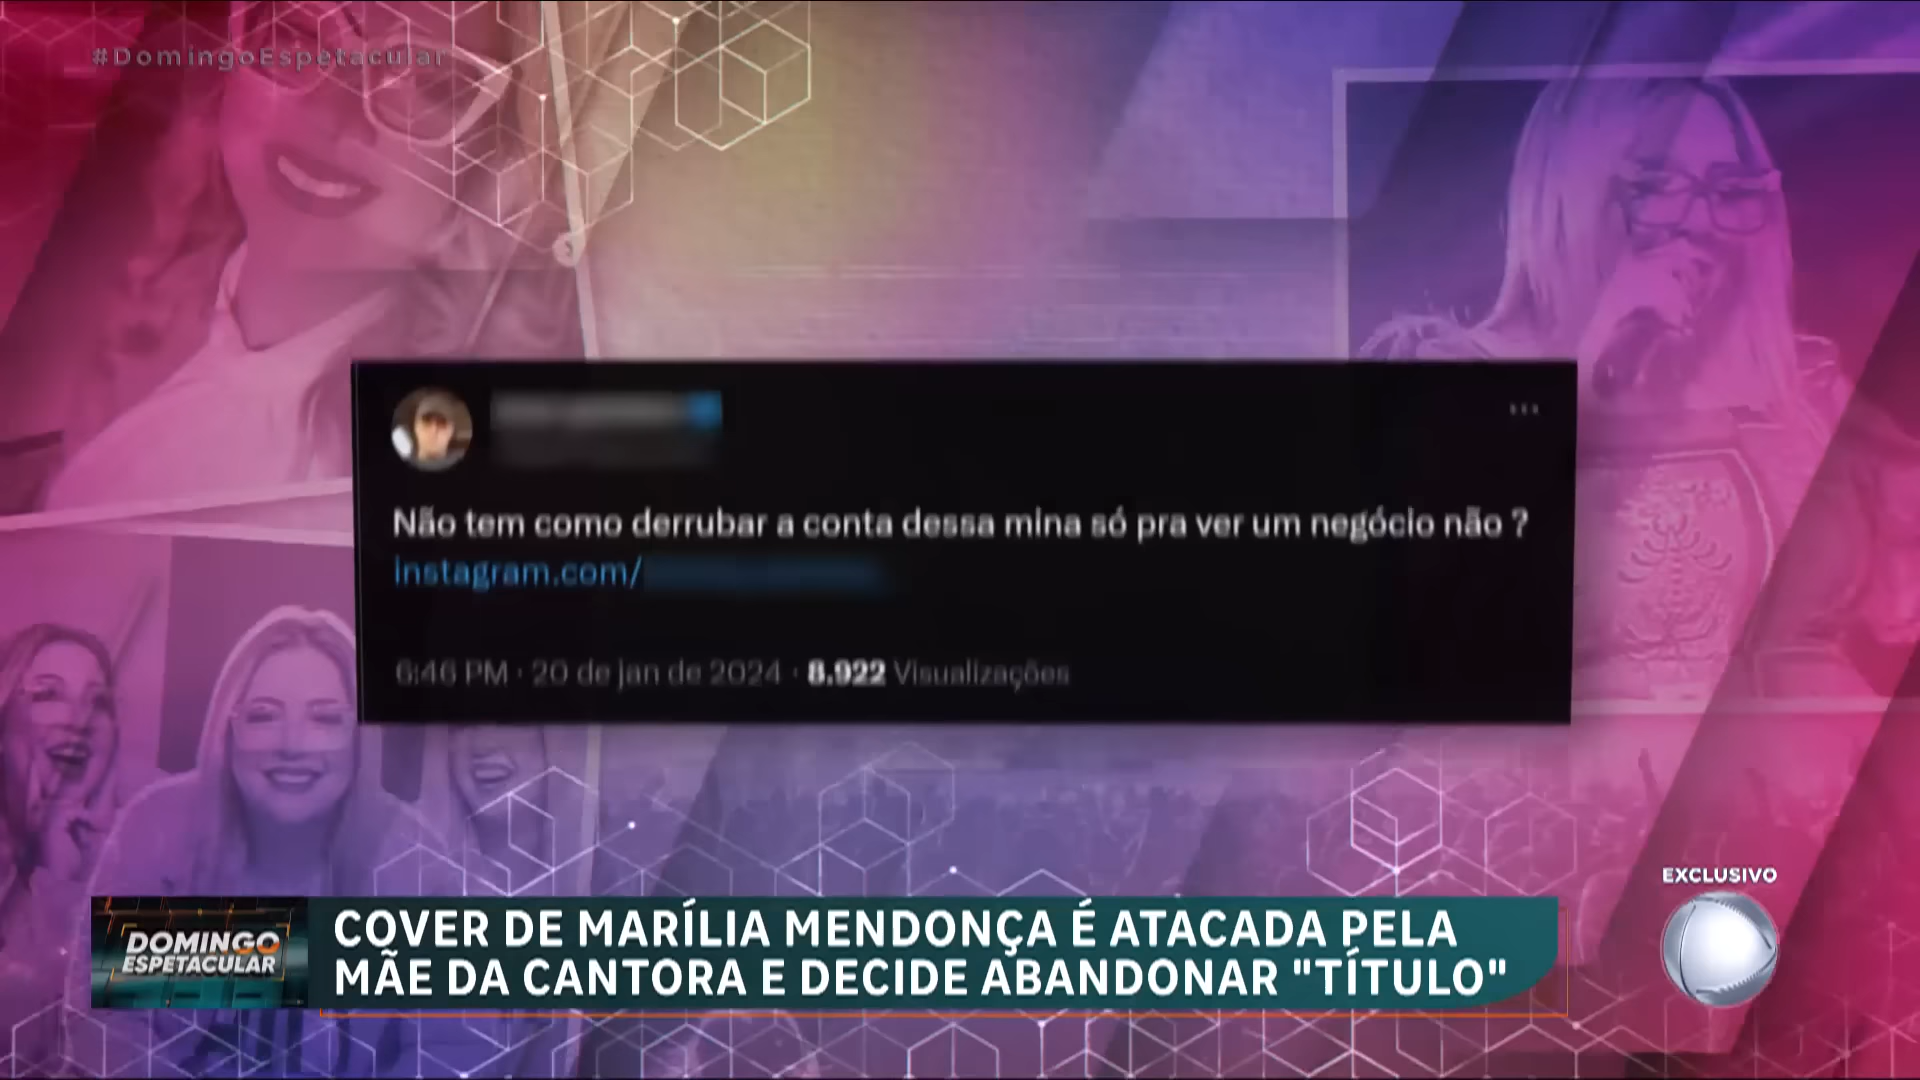 #DomingoEspetacular
Não tem como derrubar a conta dessa mina só pra ver um negócio não ?
instagram.com/
6:46 PM · 20 de jan de 2024 · 8.922 Visualizações
EXCLUSIVO
DOMINGO
ESPETACULAR
COVER DE MARÍLIA MENDONÇA É ATACADA PELA
MÃE DA CANTORA E DECIDE ABANDONAR "TÍTULO"